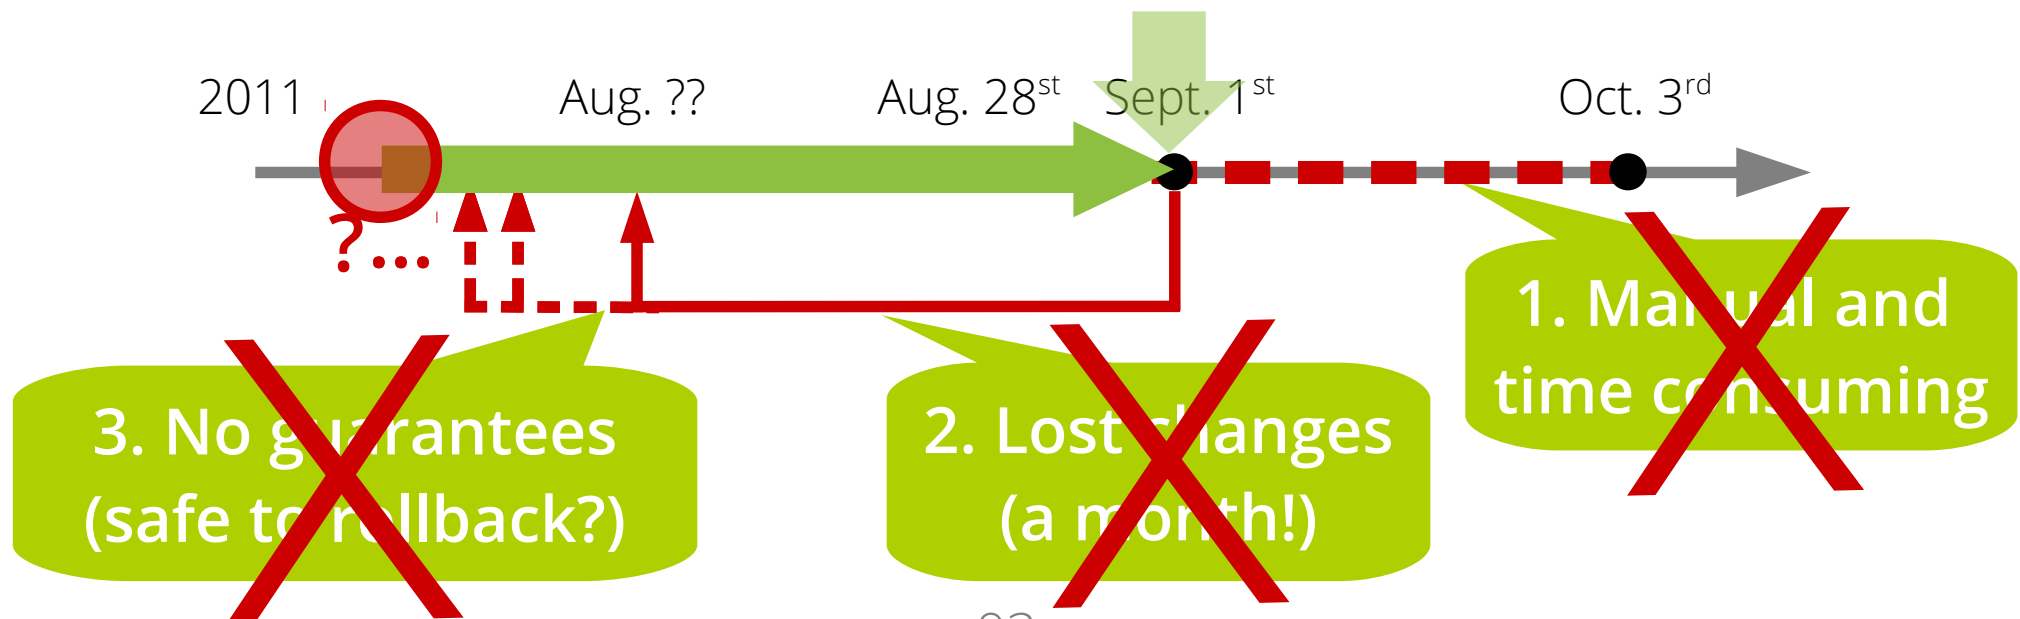 2011
Aug. ??
Aug. 28st
Sept. 1st
Oct. 3rd
?...
1. Manual and
time consuming
2. Lost changes
(a month!)
3. No guarantees
(safe to rollback?)